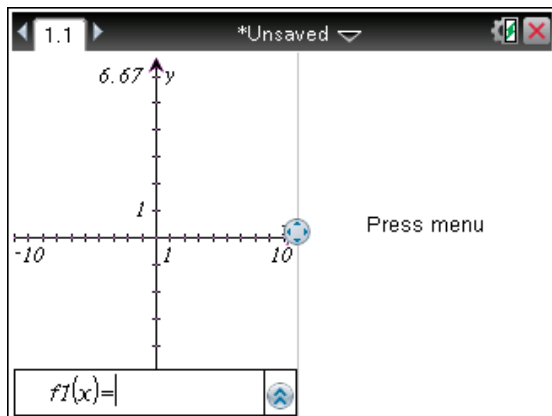 1.1 *Unsaved
6.67 y
1
-10 1 10
Press menu
f1(x)=